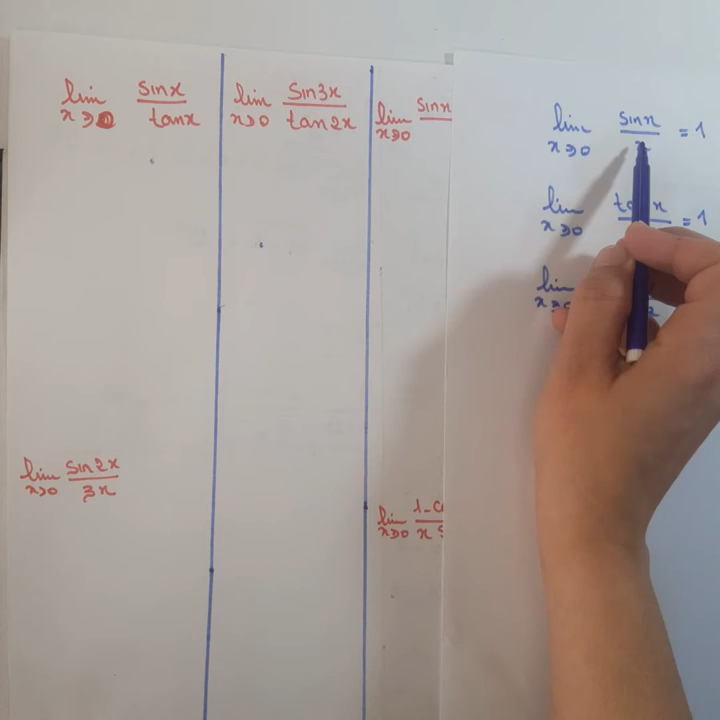 lim sinx / tanx
x→0
lim sin3x / tan2x
x→0
lim sinx
x→0
lim sin2x / 3x
x→0
lim 1-c / x
x→0
lim sinx = 1
x→0
lim x = 1
x→0
lim